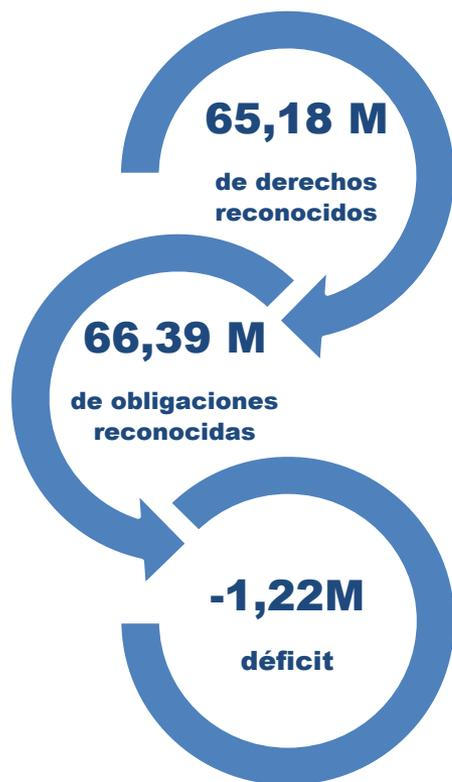 65,18 M
de derechos
reconocidos
66,39 M
de obligaciones
reconocidas
-1,22M
déficit